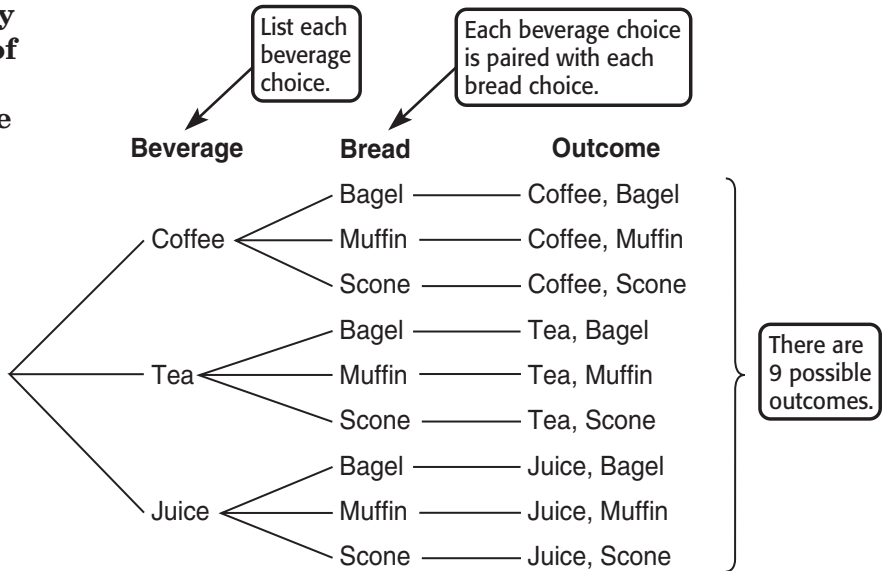 y
of
e
List each
beverage
choice.
Each beverage choice
is paired with each
bread choice.
Beverage Bread Outcome
Bagel Coffee, Bagel
Coffee Muffin Coffee, Muffin
Scone Coffee, Scone
Bagel Tea, Bagel
Tea Muffin Tea, Muffin
Scone Tea, Scone
Bagel Juice, Bagel
Juice Muffin Juice, Muffin
Scone Juice, Scone
There are
9 possible
outcomes.